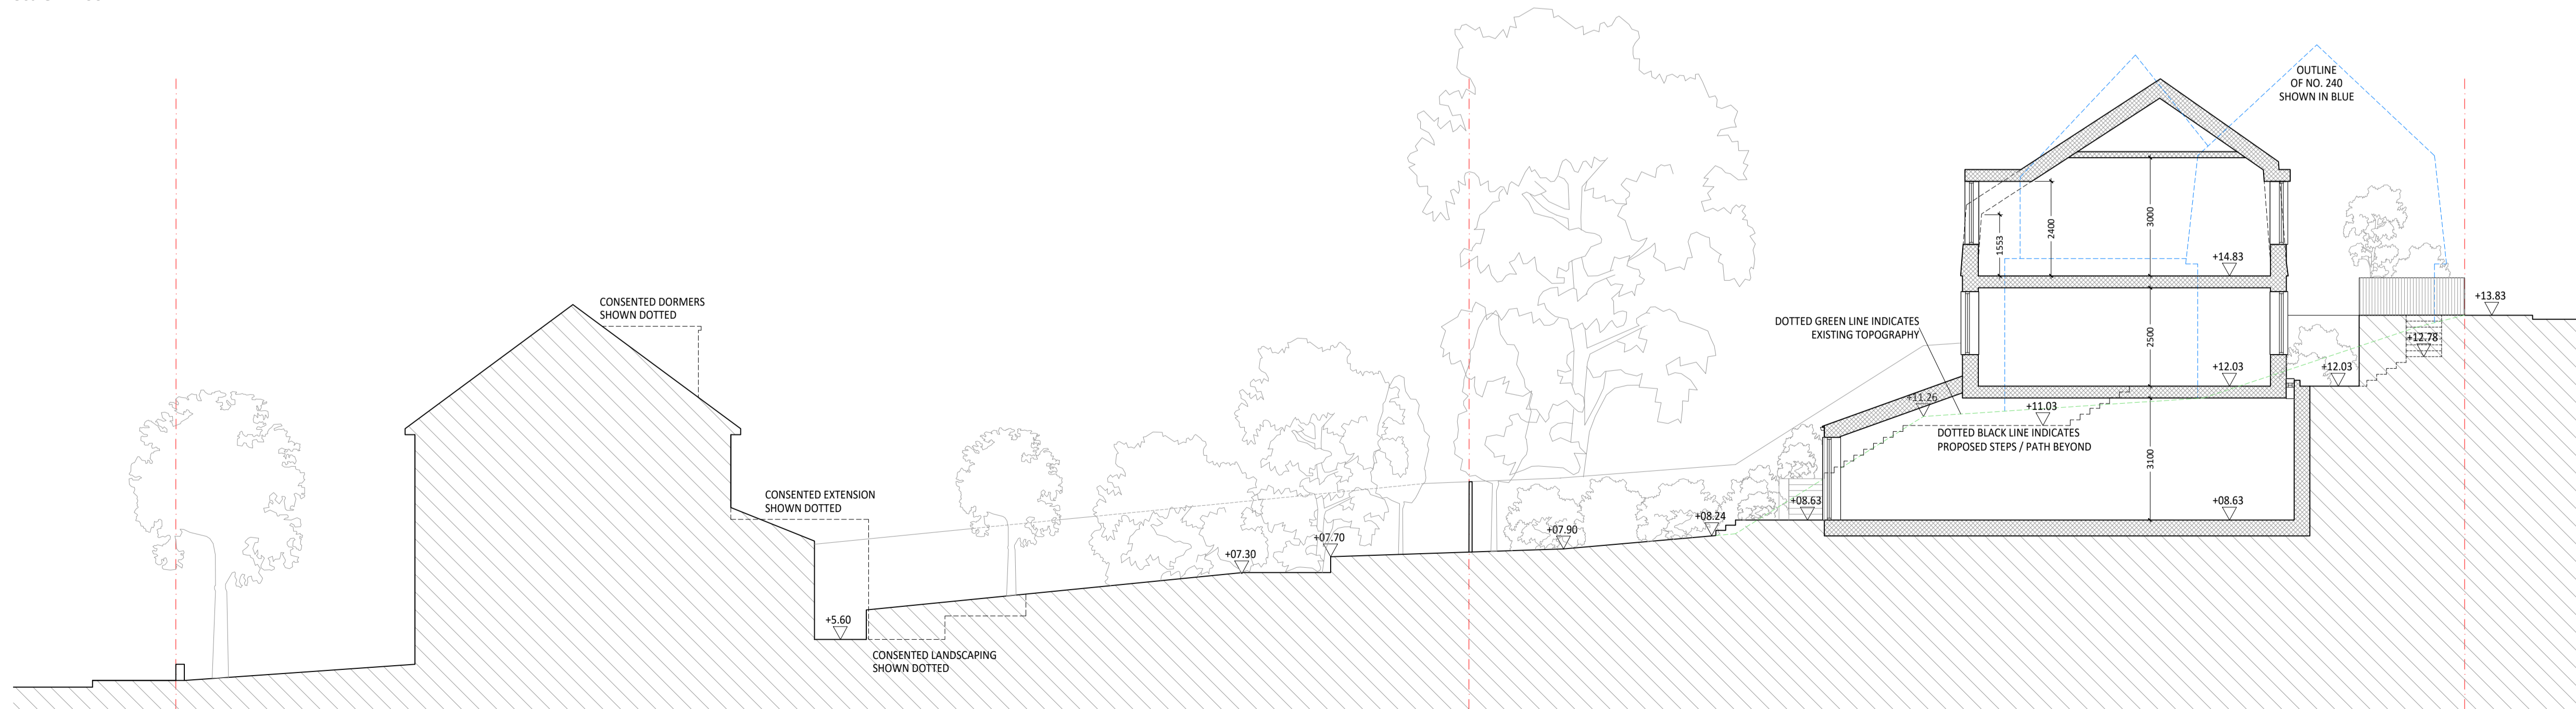 OUTLINE
OF NO. 240
SHOWN IN BLUE
1553
2400
3000
+14.83
CONSENTED DORMERS
SHOWN DOTTED
+13.83
DOTTED GREEN LINE INDICATES
EXISTING TOPOGRAPHY
2500
+12.78
+12.03
+12.03
+11.26
+11.03
DOTTED BLACK LINE INDICATES
PROPOSED STEPS / PATH BEYOND
3100
CONSENTED EXTENSION
SHOWN DOTTED
+08.63
+08.63
+08.24
+07.90
+07.70
+07.30
+5.60
CONSENTED LANDSCAPING
SHOWN DOTTED